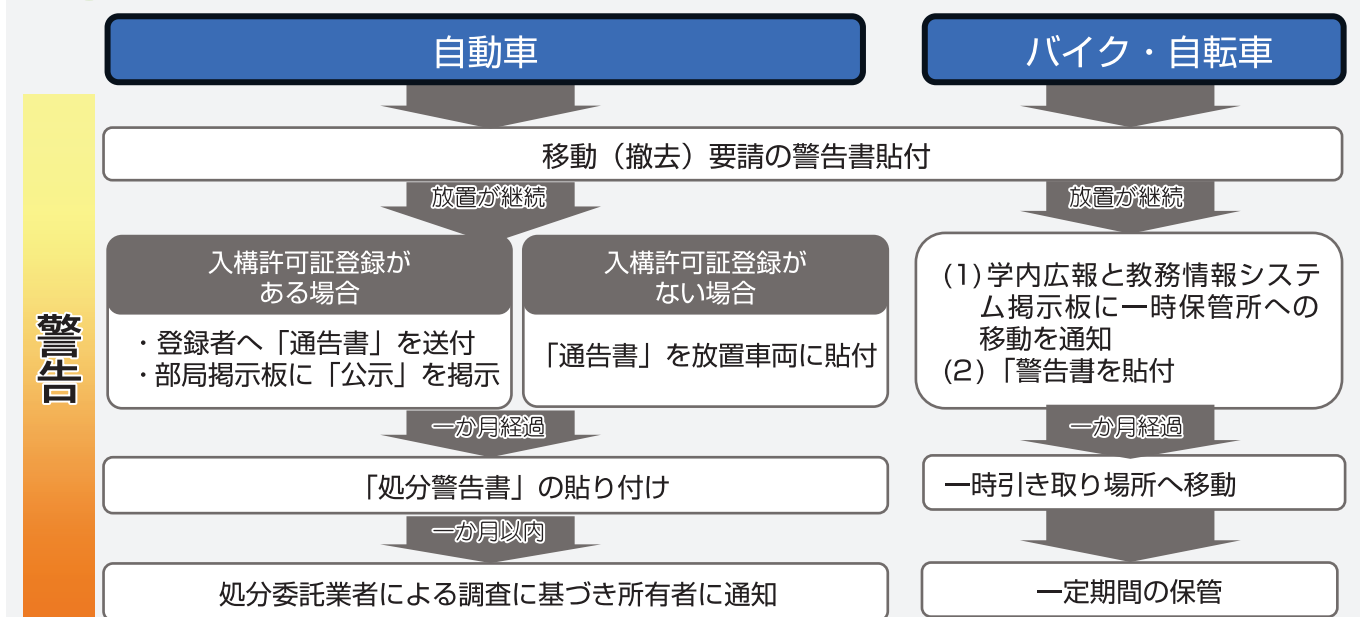 自動車
バイク・自転車
警告
移動（撤去）要請の警告書貼付
放置が継続
放置が継続
入構許可証登録が
ある場合
・登録者へ「通告書」を送付
・部局掲示板に「公示」を掲示
入構許可証登録が
ない場合
「通告書」を放置車両に貼付
(1)学内広報と教務情報システ
ム掲示板に一時保管所への
移動を通知
(2)「警告書を貼付
一か月経過
一か月経過
「処分警告書」の貼り付け
一時引き取り場所へ移動
一か月以内
処分委託業者による調査に基づき所有者に通知
一定期間の保管